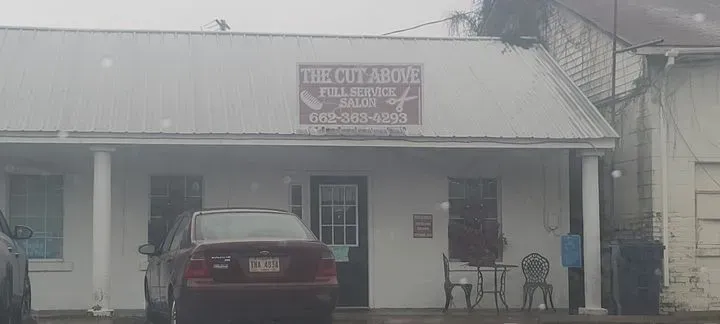 THE CUT ABOVE
FULL SERVICE
SALON
662-363-4293